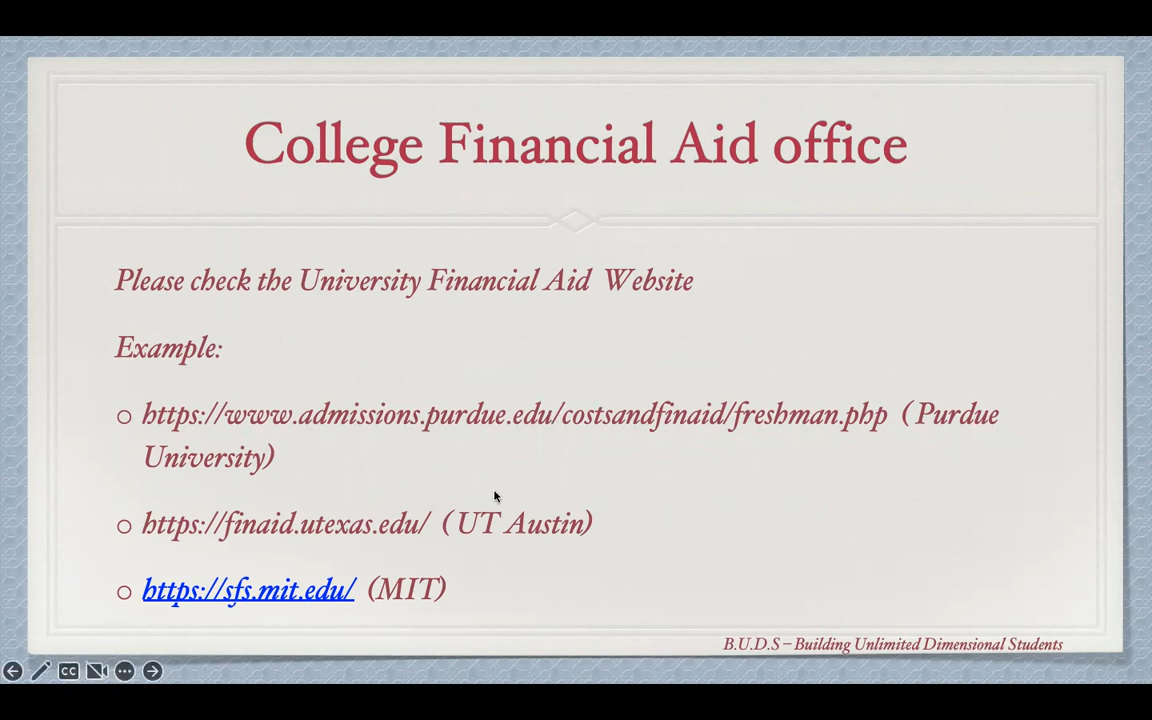 College Financial Aid office
Please check the University Financial Aid Website
Example:
https://www.admissions.purdue.edu/costsandfinaid/freshman.php ( Purdue
University)
https://finaid.utexas.edu/ ( UT Austin)
https://sfs.mit.edu/ (MIT)
B.U.D.S – Building Unlimited Dimensional Students
CC